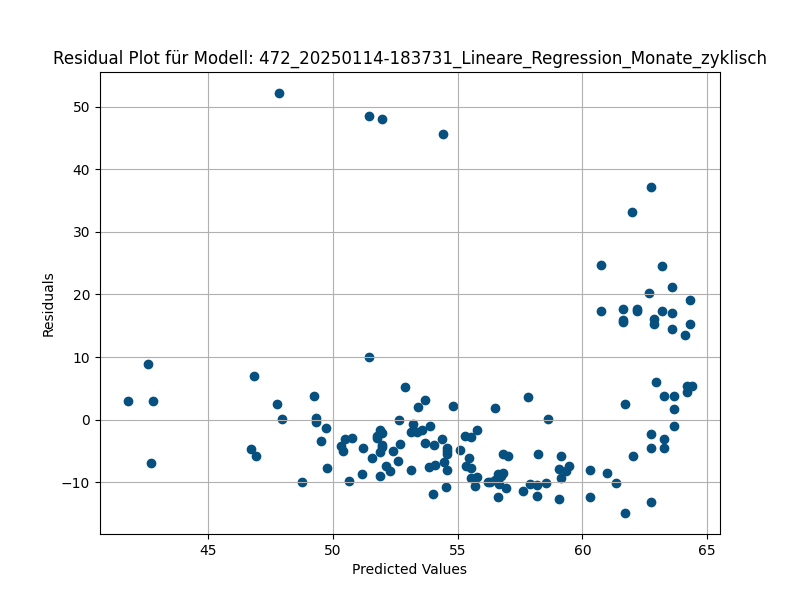 Residual Plot für Modell: 472_20250114-183731_Lineare_Regression_Monate_zyklisch
Residuals
50
40
30
20
10
0
−10
45 50 55 60 65
Predicted Values